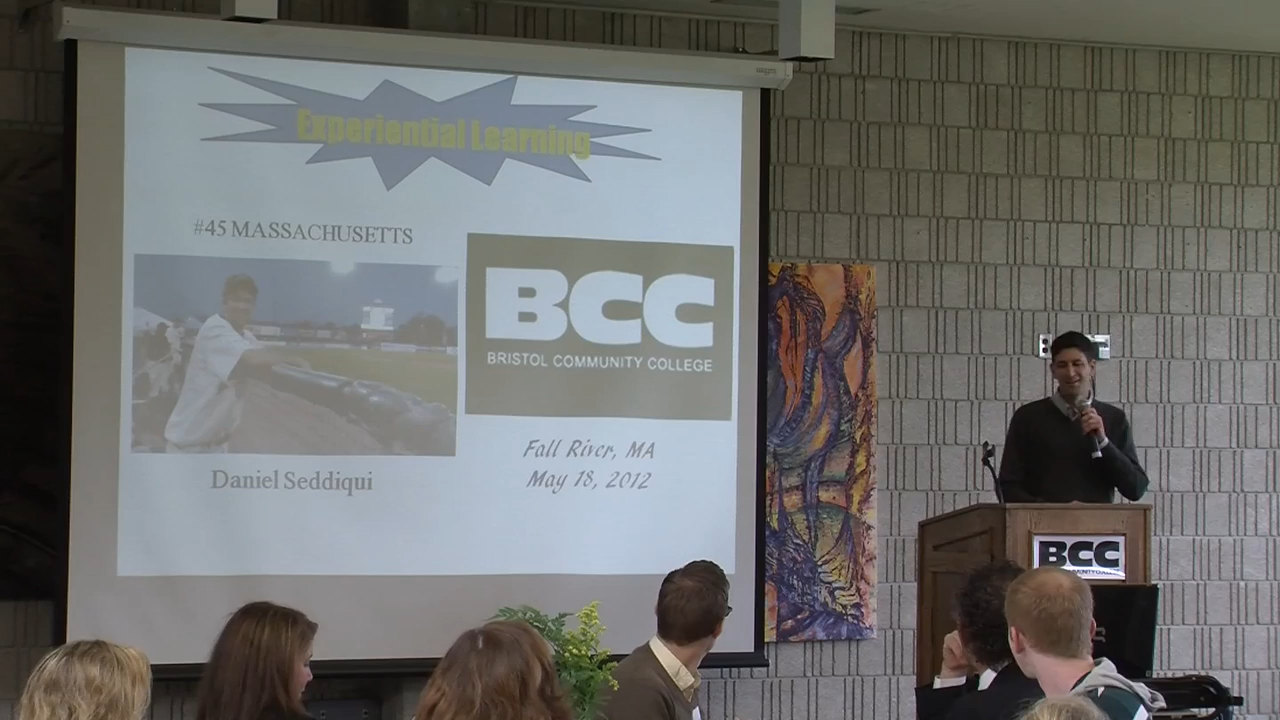 Experiential Learning
#45 MASSACHUSETTS
BCC
BRISTOL COMMUNITY COLLEGE
Daniel Seddiqui
Fall River, MA
May 18, 2012
BCC